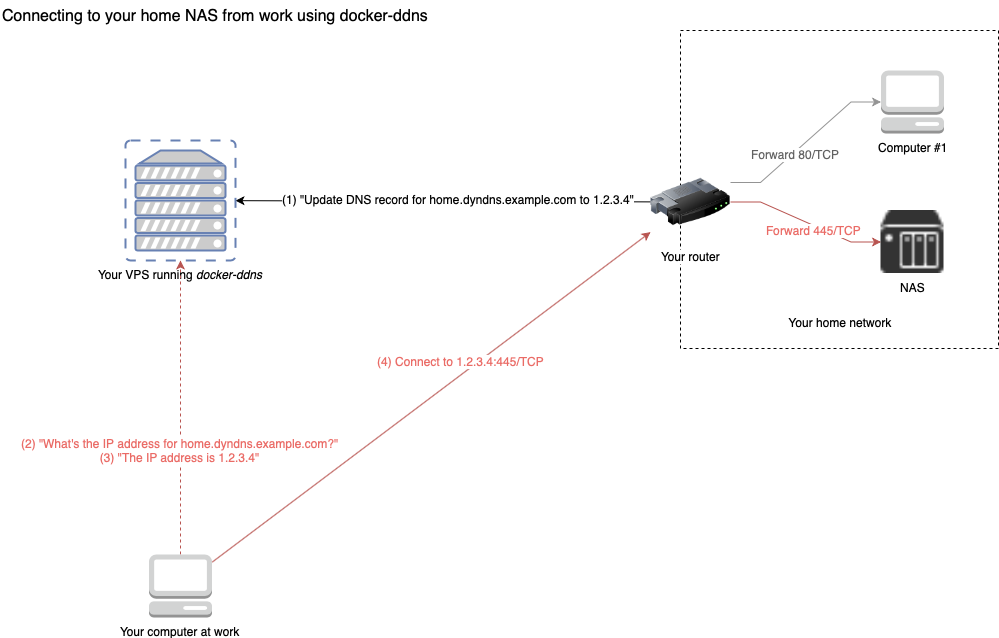 Connecting to your home NAS from work using docker-ddns
Forward 80/TCP
Computer #1
(1) "Update DNS record for home.dyndns.example.com to 1.2.3.4"
Forward 445/TCP
Your router
Your VPS running docker-ddns
NAS
Your home network
(4) Connect to 1.2.3.4:445/TCP
(2) "What's the IP address for home.dyndns.example.com?"
(3) "The IP address is 1.2.3.4"
Your computer at work